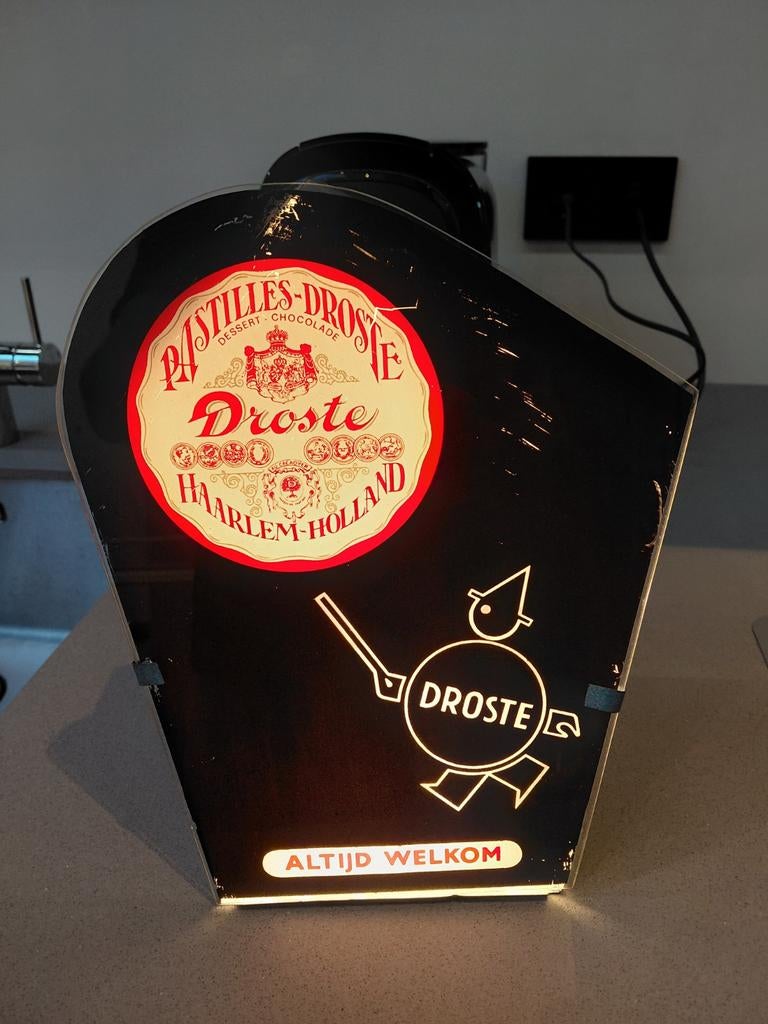 PASTILLES-DROSTE
DESSERT - CHOCOLADE
Droste
HAARLEM-HOLLAND
DROSTE
ALTIJD WELKOM